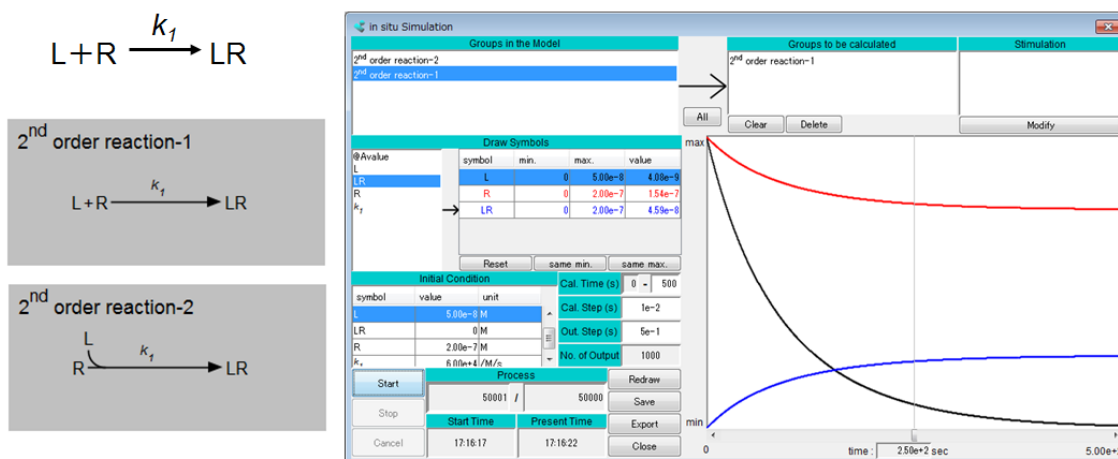 k1
L+R LR
2nd order reaction-1
k1
L+R LR
2nd order reaction-2
L
k1
R LR
in situ Simulation
Groups in the Model
2nd order reaction-2
2nd order reaction-1
All
Groups to be calculated
2nd order reaction-1
Stimulation
Clear Delete Modify
Draw Symbols
@Avalue
L
LR
R
k1
symbol min. max. value
L 0 5.00e-8 4.08e-9
R 0 2.00e-7 1.54e-7
LR 0 2.00e-7 4.59e-8
Reset same min. same max.
Initial Condition
symbol value unit
L 5.00e-8 M
LR 0 M
R 2.00e-7 M
k1 6.00e+4 /M/s
Cal. Time (s) 0 - 500
Cal. Step (s) 1e-2
Out. Step (s) 5e-1
No. of Output 1000
Start
Stop
Cancel
Process
50001 / 50000
Start Time Present Time
17:16:17 17:16:22
Redraw
Save
Export
Close
max
min
0 time : 2.50e+2 sec 5.00e+